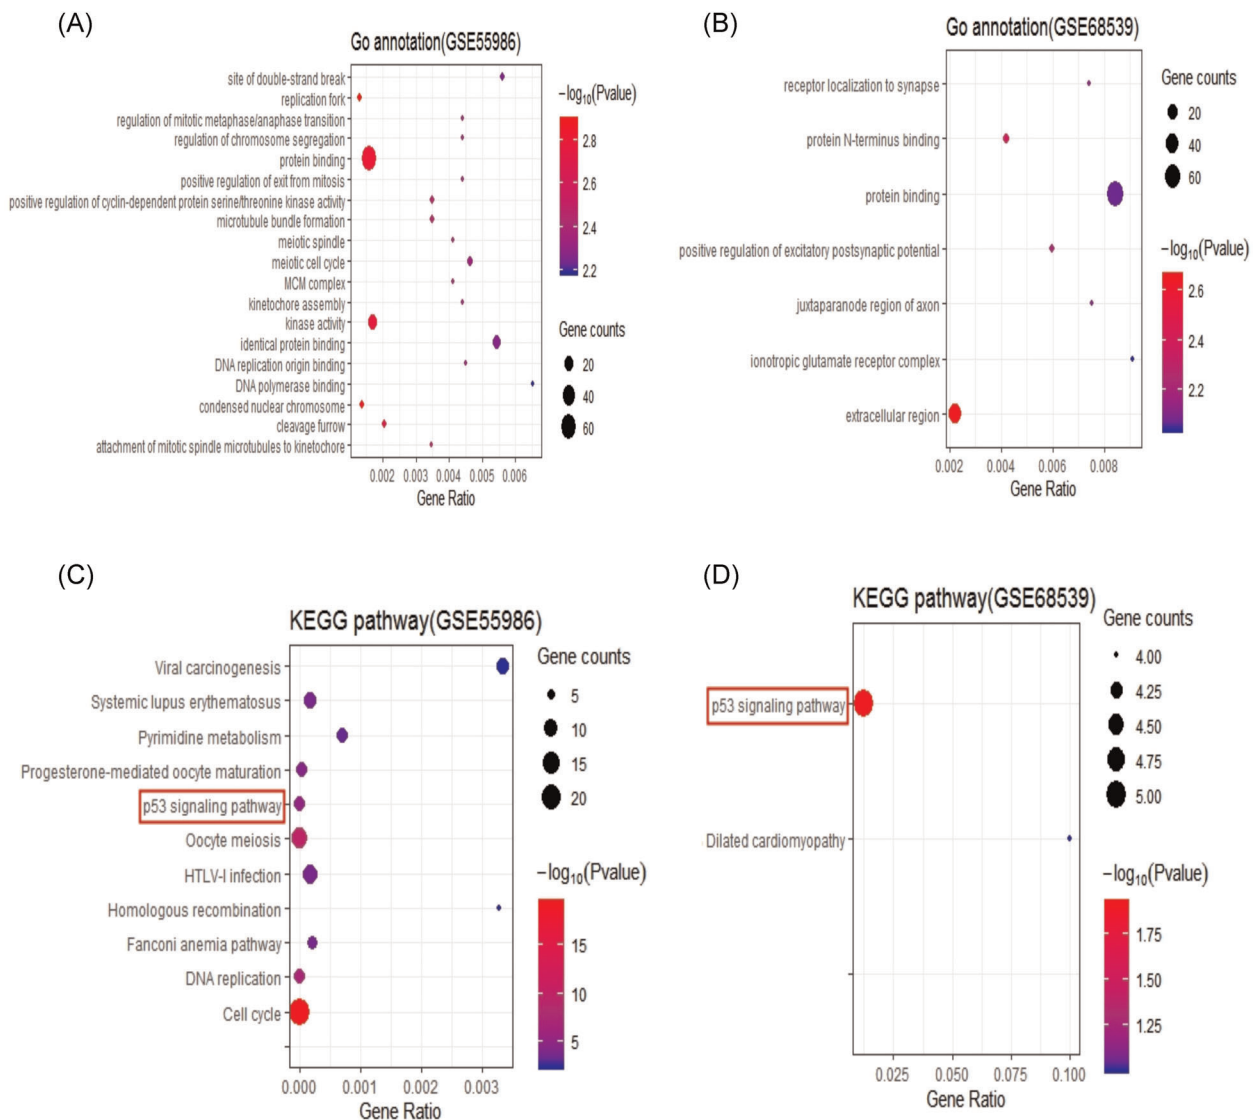 (A)
Go annotation(GSE55986)
site of double-strand break
replication fork
regulation of mitotic metaphase/anaphase transition
regulation of chromosome segregation
protein binding
positive regulation of exit from mitosis
positive regulation of cyclin-dependent protein serine/threonine kinase activity
microtubule bundle formation
meiotic spindle
meiotic cell cycle
MCM complex
kinetochore assembly
kinase activity
identical protein binding
DNA replication origin binding
DNA polymerase binding
condensed nuclear chromosome
cleavage furrow
attachment of mitotic spindle microtubules to kinetochore
0.002 0.003 0.004 0.005 0.006
Gene Ratio
−log10(Pvalue)
2.8
2.6
2.4
2.2
Gene counts
20
40
60
(B)
Go annotation(GSE68539)
receptor localization to synapse
protein N-terminus binding
protein binding
positive regulation of excitatory postsynaptic potential
juxtaparanode region of axon
ionotropic glutamate receptor complex
extracellular region
0.002 0.004 0.006 0.008
Gene Ratio
Gene counts
20
40
60
−log10(Pvalue)
2.6
2.4
2.2
(C)
KEGG pathway(GSE55986)
Viral carcinogenesis
Systemic lupus erythematosus
Pyrimidine metabolism
Progesterone-mediated oocyte maturation
p53 signaling pathway
Oocyte meiosis
HTLV-I infection
Homologous recombination
Fanconi anemia pathway
DNA replication
Cell cycle
0.000 0.001 0.002 0.003
Gene Ratio
Gene counts
5
10
15
20
−log10(Pvalue)
15
10
5
(D)
KEGG pathway(GSE68539)
p53 signaling pathway
Dilated cardiomyopathy
0.025 0.050 0.075 0.100
Gene Ratio
Gene counts
4.00
4.25
4.50
4.75
5.00
−log10(Pvalue)
1.75
1.50
1.25